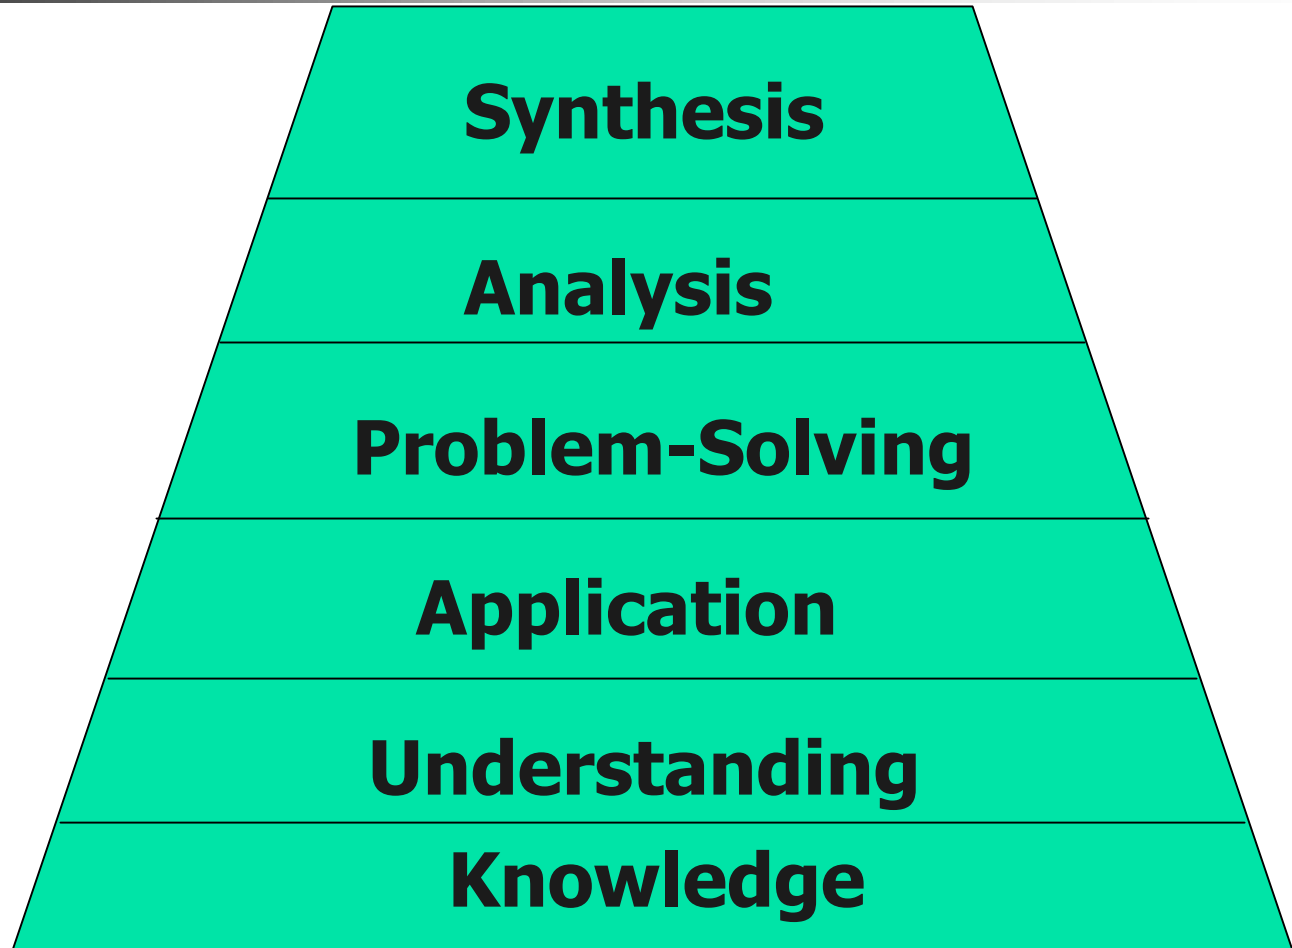 Synthesis
Analysis
Problem-Solving
Application
Understanding
Knowledge